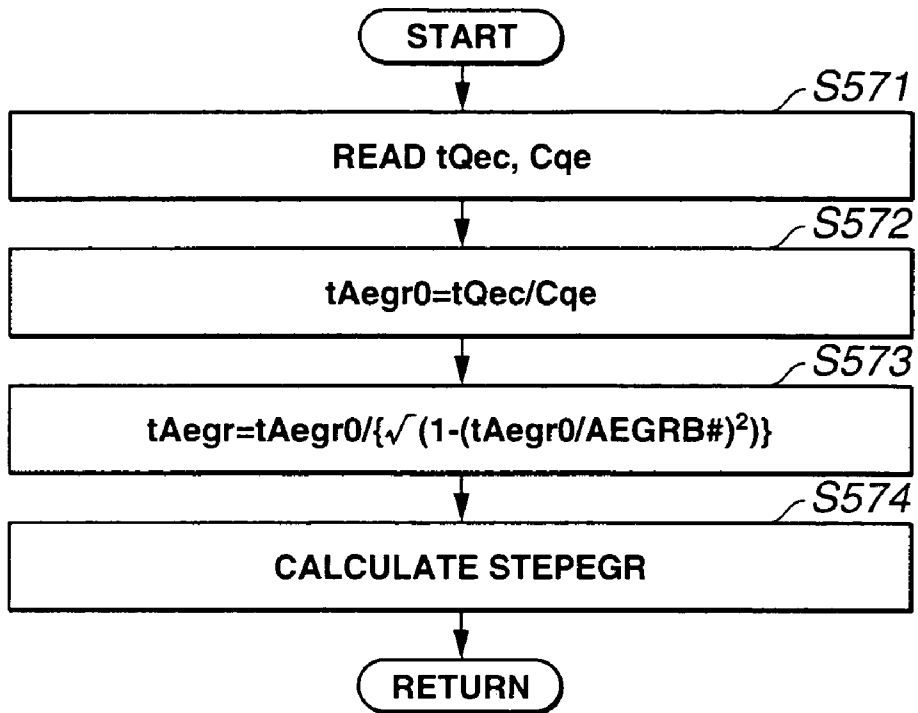 START
S571
READ tQec, Cqe
S572
tAegr0=tQec/Cqe
S573
tAegr=tAegr0/{√(1-(tAegr0/AEGRB#)²)}
S574
CALCULATE STEPEGR
RETURN